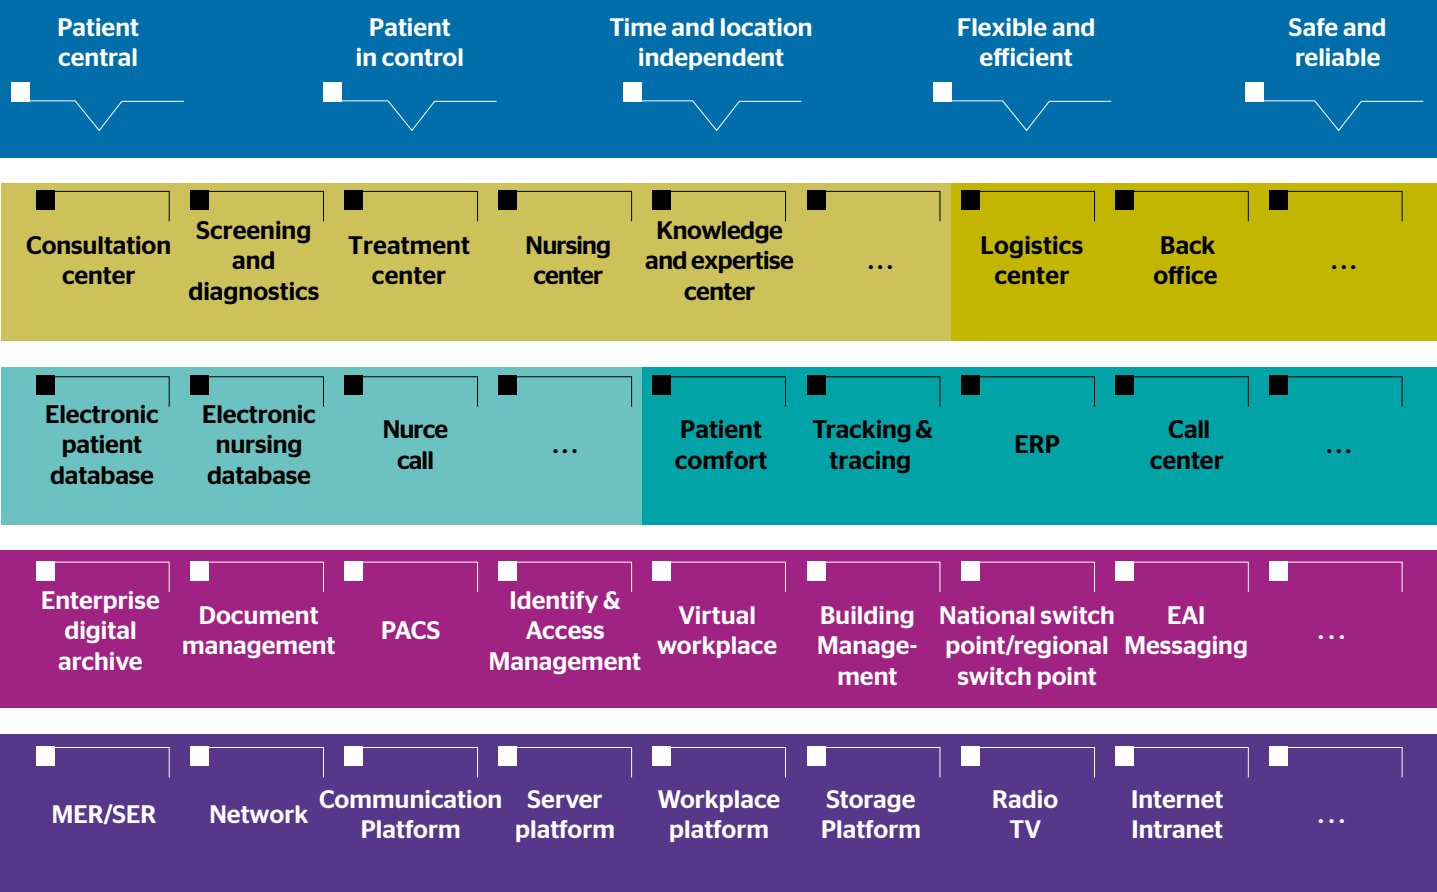 Patient
central
Patient
in control
Time and location
independent
Flexible and
efficient
Safe and
reliable
Consultation
center
Screening
and
diagnostics
Treatment
center
Nursing
center
Knowledge
and expertise
center
...
Logistics
center
Back
office
...
Electronic
patient
database
Electronic
nursing
database
Nurce
call
...
Patient
comfort
Tracking &
tracing
ERP
Call
center
...
Enterprise
digital
archive
Document
management
PACS
Identify &
Access
Management
Virtual
workplace
Building
Manage-
ment
National switch
point/regional
switch point
EAI
Messaging
...
MER/SER
Network
Communication
Platform
Server
platform
Workplace
platform
Storage
Platform
Radio
TV
Internet
Intranet
...